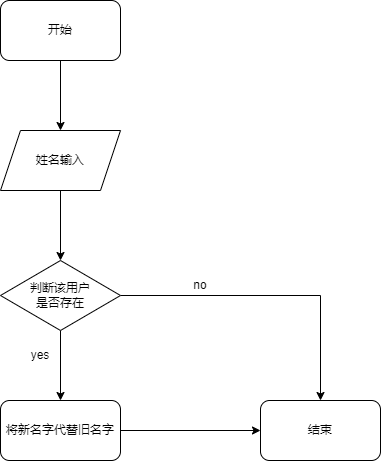 开始
姓名输入
判断该用户
是否存在
no
yes
将新名字代替旧名字
结束